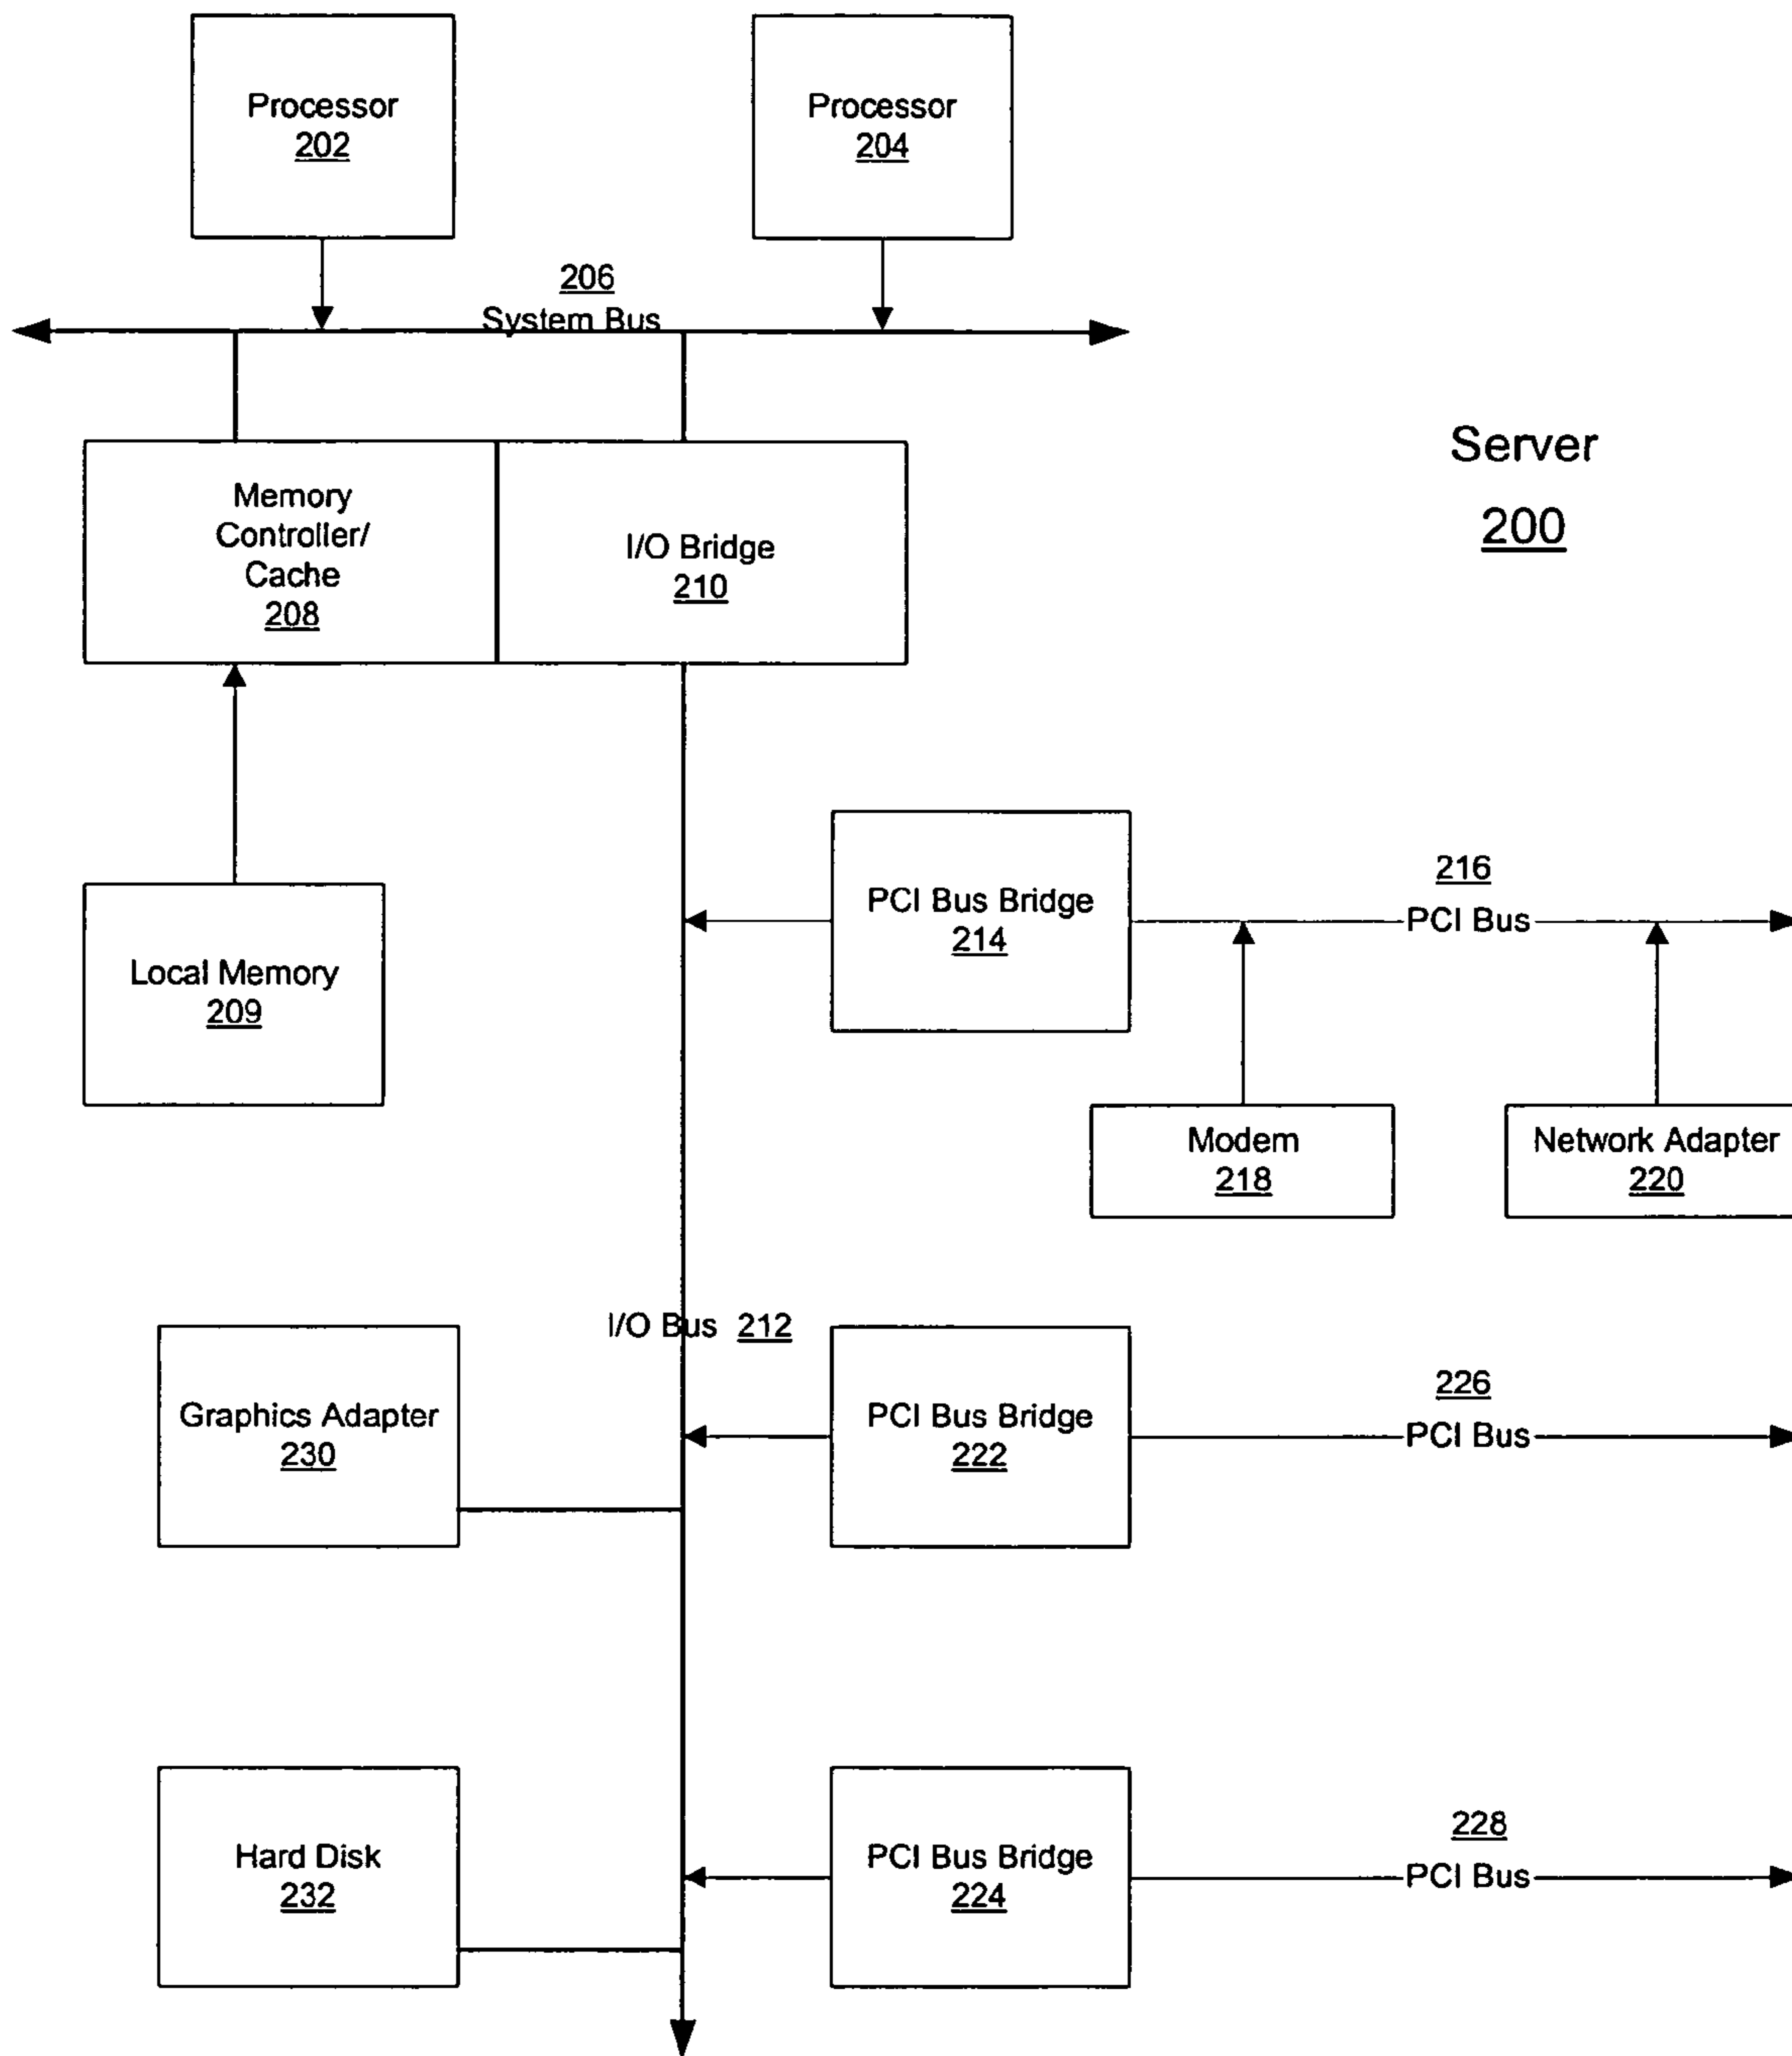 Processor
202
Processor
204
206
System Bus
Server
200
Memory
Controller/
Cache
208
I/O Bridge
210
PCI Bus Bridge
214
216
PCI Bus
Local Memory
209
Modem
218
Network Adapter
220
I/O Bus 212
Graphics Adapter
230
PCI Bus Bridge
222
226
PCI Bus
Hard Disk
232
PCI Bus Bridge
224
228
PCI Bus